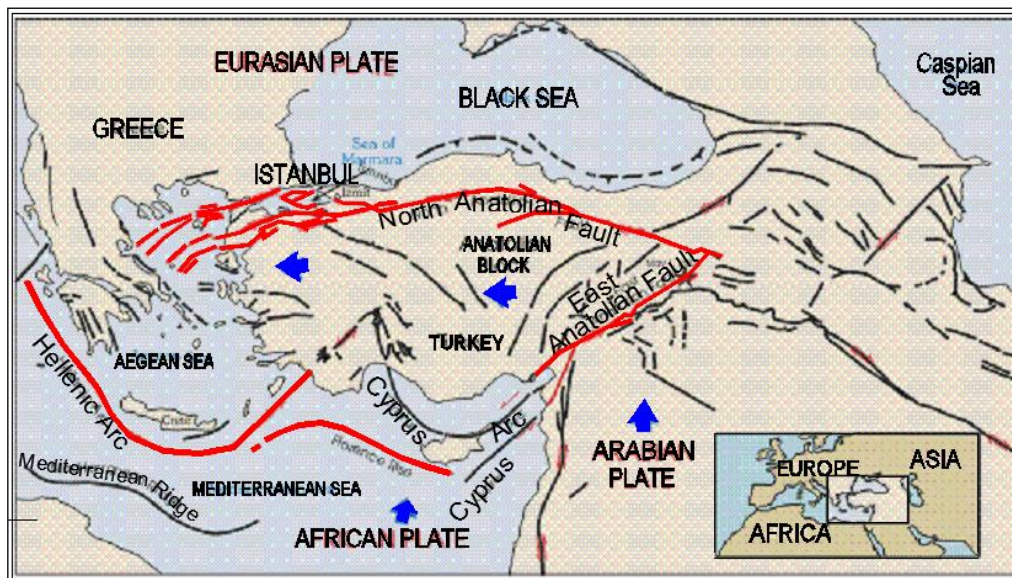 EURASIAN PLATE
Caspian
Sea
BLACK SEA
GREECE
Sea of
Marmara
ISTANBUL
Izmit
North Anatolian
Fault
ANATOLIAN
BLOCK
East
Anatolian Fault
TURKEY
AEGEAN SEA
Hellenic Arc
Cyprus Arc
Crete
Florence Rise
Cyprus
ARABIAN
PLATE
Mediterranean Ridge
MEDITERRANEAN SEA
AFRICAN PLATE
EUROPE
ASIA
AFRICA